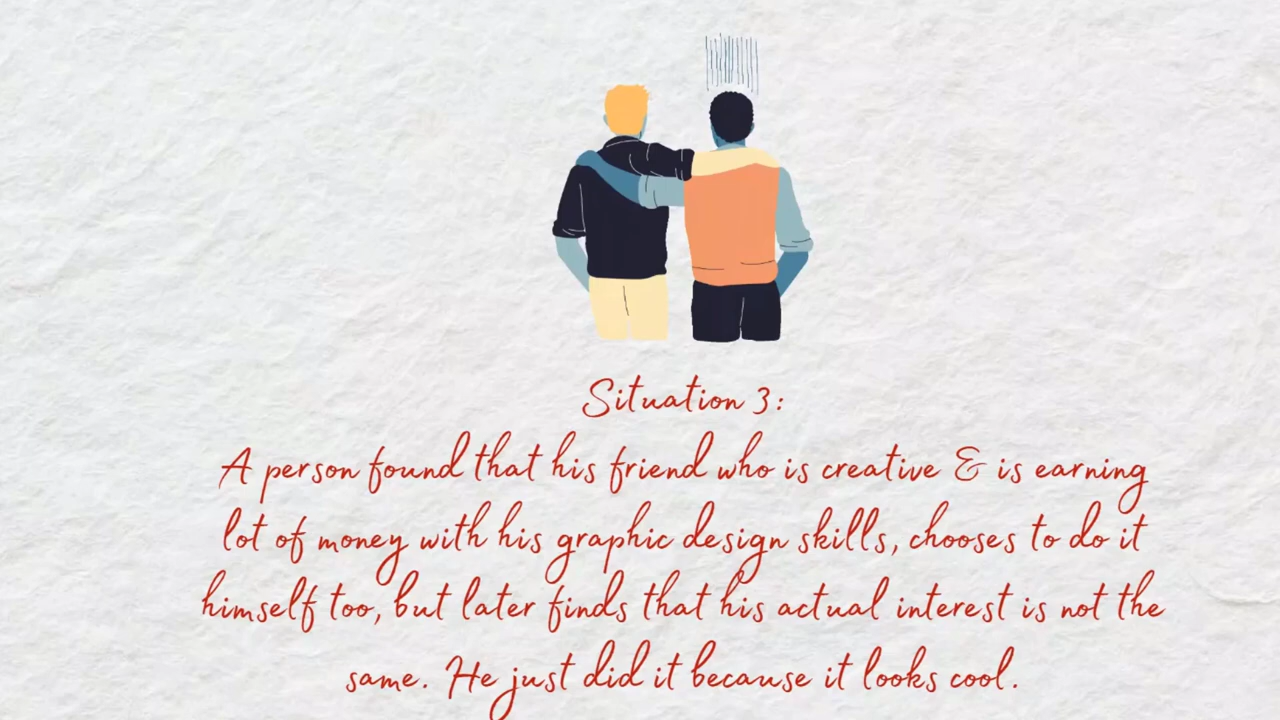 Situation 3:
A person found that his friend who is creative & is earning
lot of money with his graphic design skills, chooses to do it
himself too, but later finds that his actual interest is not the
same. He just did it because it looks cool.